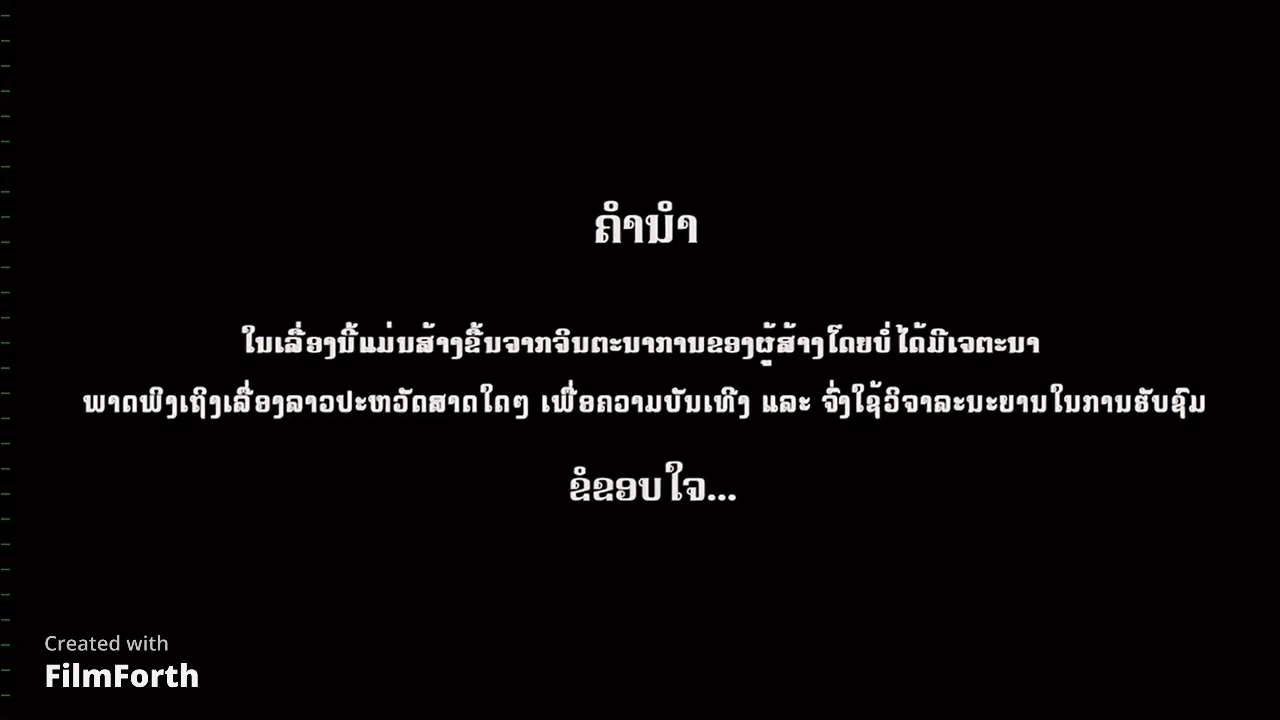 ຄຳນຳ
ໃນເລື່ອງນີ້ແມ່ນສ້າງຂື້ນຈາກຈິນຕະນາການຂອງຜູ້ສ້າງໂດຍບໍ່ໄດ້ມີເຈຕະນາ
ພາດພິງເຖິງເລື່ອງລາວປະຫວັດສາດໃດໆ ເພື່ອຄວາມບັນເທີງ ແລະ ຈົ່ງໃຊ້ວິຈາລະນະຍານໃນການຮັບຊົມ
ຂໍຂອບໃຈ...
Created with
FilmForth